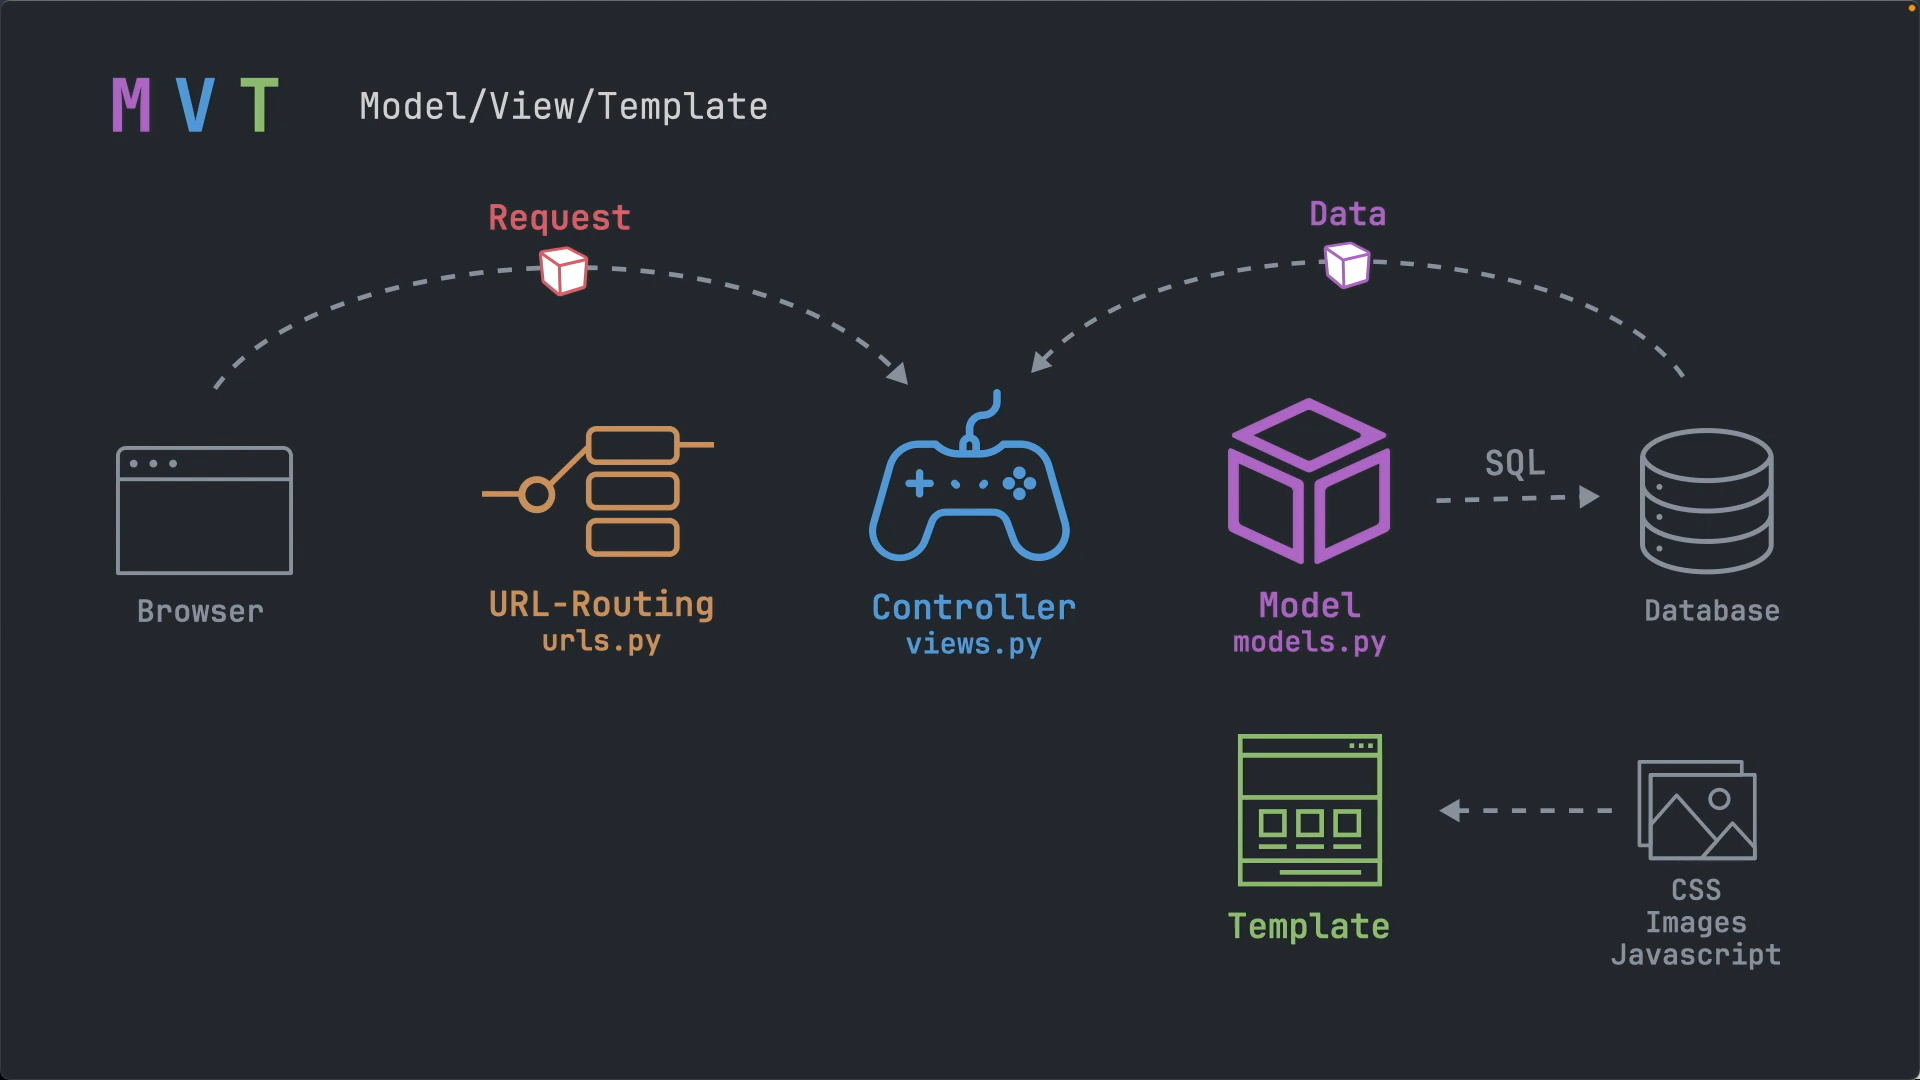 M V T
Model/View/Template
Request
Data
SQL
Browser
URL-Routing
urls.py
Controller
views.py
Model
models.py
Database
Template
CSS
Images
Javascript